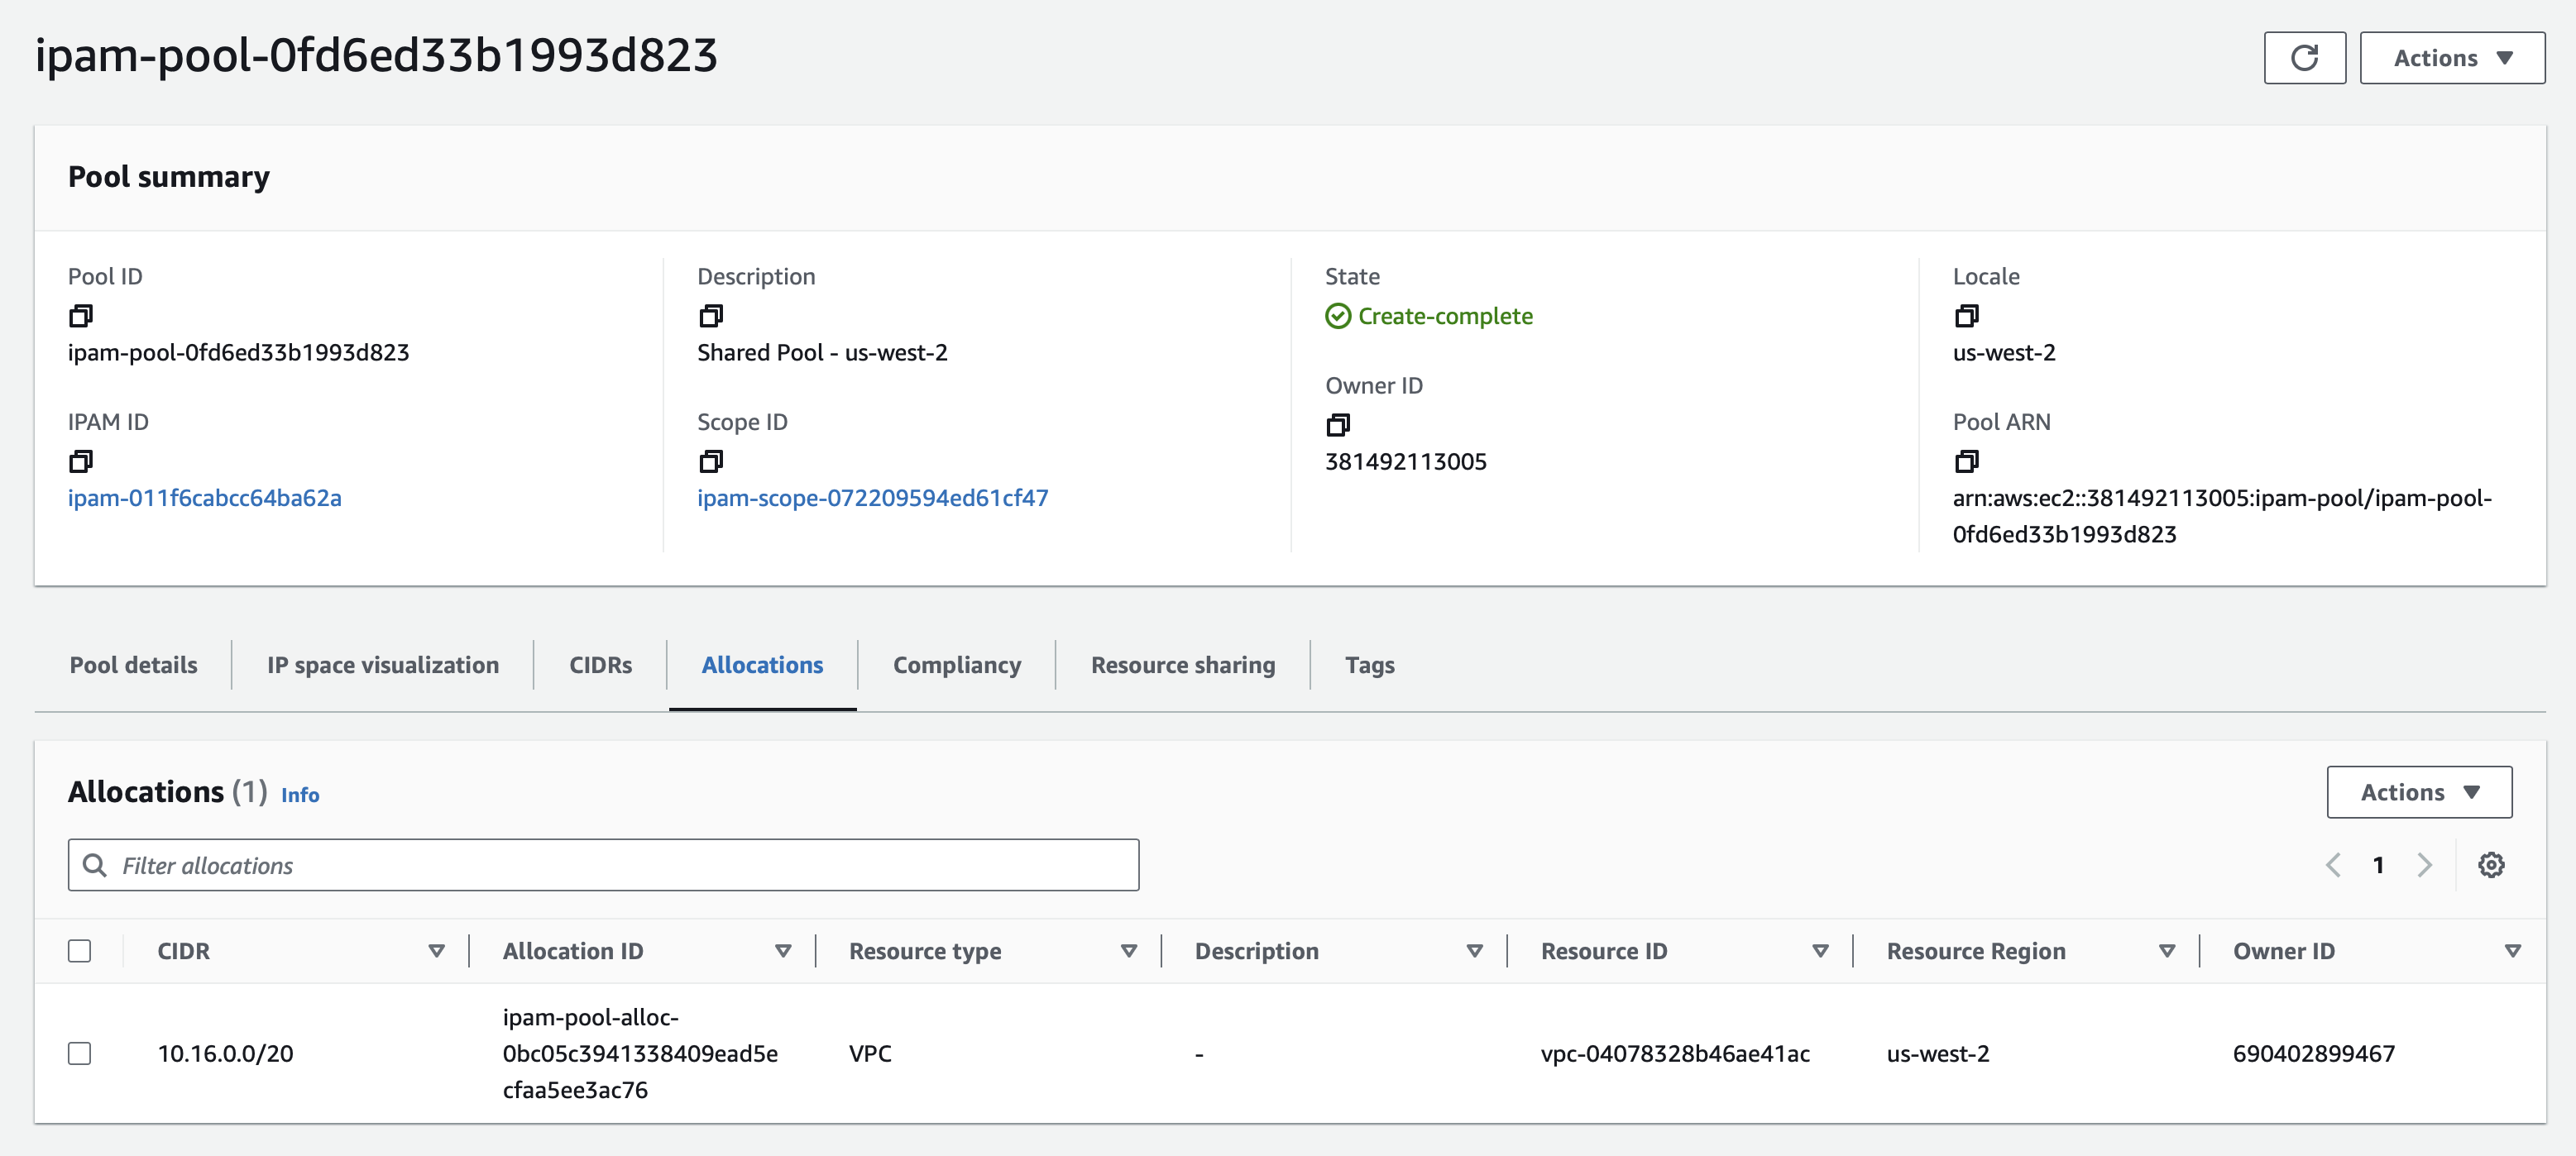 ipam-pool-0fd6ed33b1993d823
Actions
Pool summary
Pool ID
ipam-pool-0fd6ed33b1993d823
IPAM ID
ipam-011f6cabcc64ba62a
Description
Shared Pool - us-west-2
Scope ID
ipam-scope-072209594ed61cf47
State
Create-complete
Owner ID
381492113005
Locale
us-west-2
Pool ARN
arn:aws:ec2::381492113005:ipam-pool/ipam-pool-
0fd6ed33b1993d823
Pool details
IP space visualization
CIDRs
Allocations
Compliancy
Resource sharing
Tags
Allocations (1) Info
Actions
Filter allocations
1
CIDR
Allocation ID
Resource type
Description
Resource ID
Resource Region
Owner ID
10.16.0.0/20
ipam-pool-alloc-
0bc05c3941338409ead5e
cfaa5ee3ac76
VPC
-
vpc-04078328b46ae41ac
us-west-2
690402899467